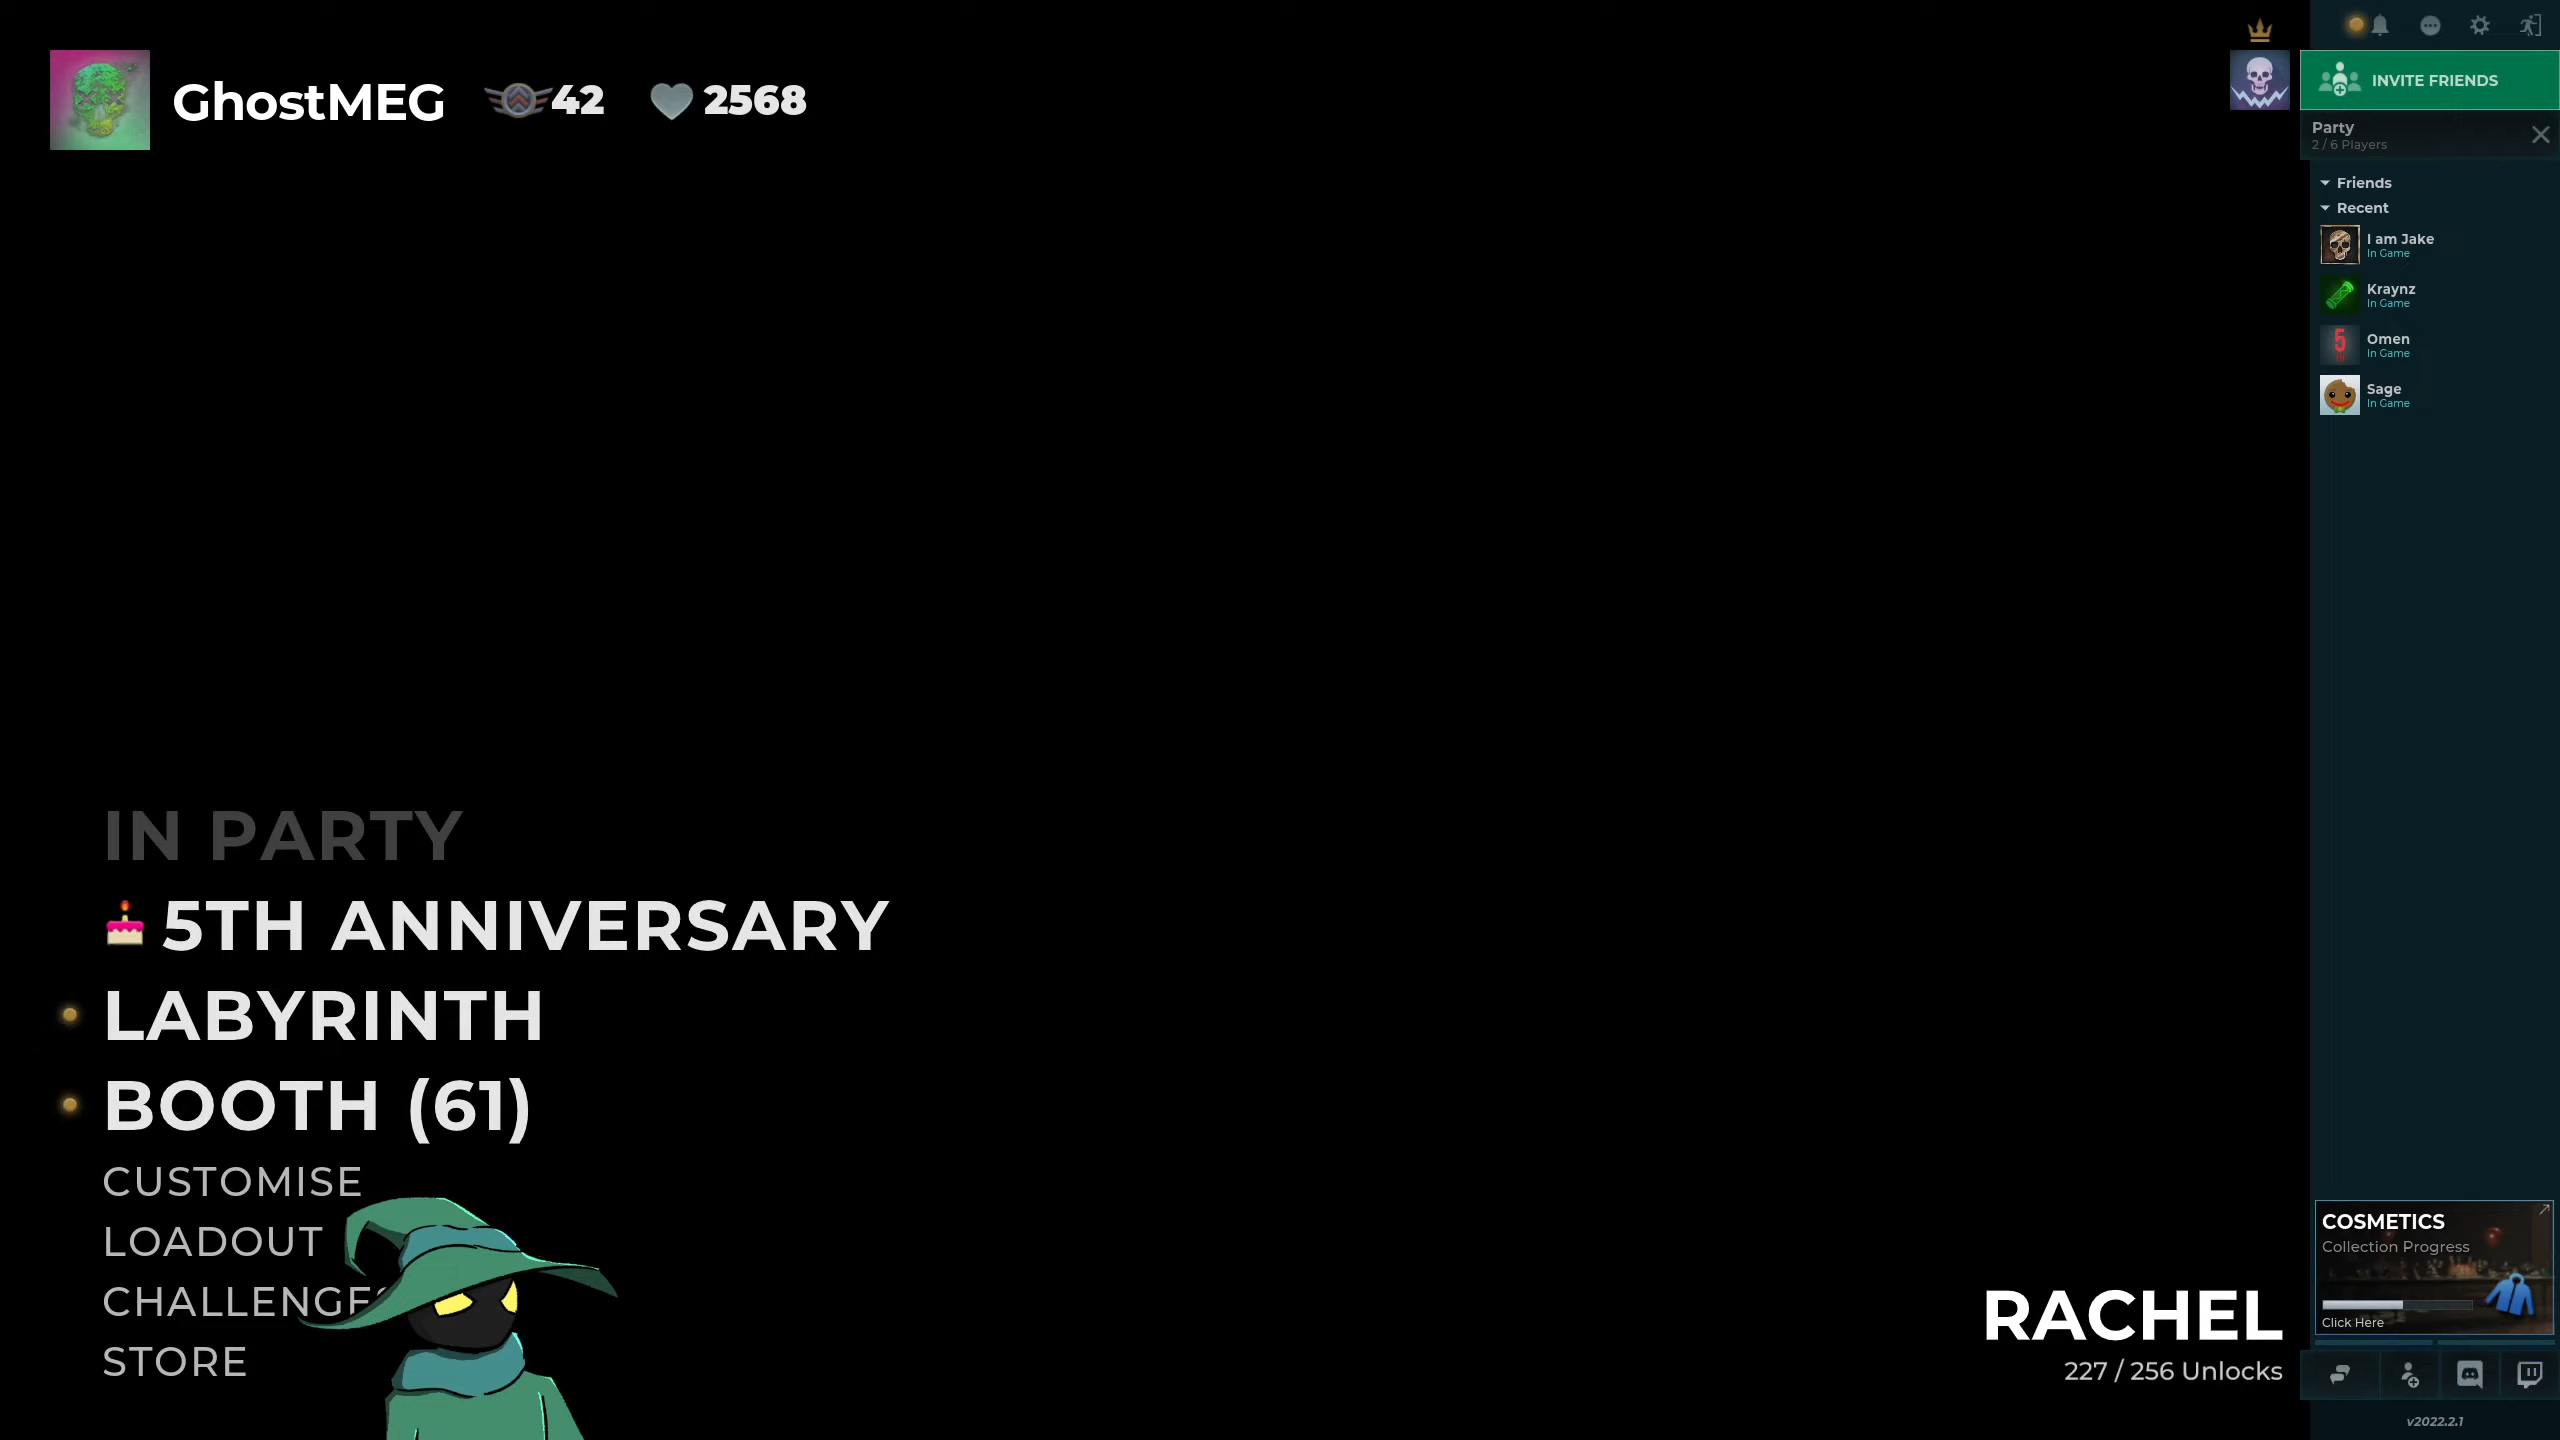 GhostMEG 42 2568
INVITE FRIENDS
Party
2 / 6 Players
Friends
Recent
I am Jake
In Game
Kraynz
In Game
5
Omen
In Game
Sage
In Game
IN PARTY
5TH ANNIVERSARY
LABYRINTH
BOOTH (61)
CUSTOMISE
LOADOUT
CHALLENGES
STORE
RACHEL
227 / 256 Unlocks
COSMETICS
Collection Progress
Click Here
v2022.2.1